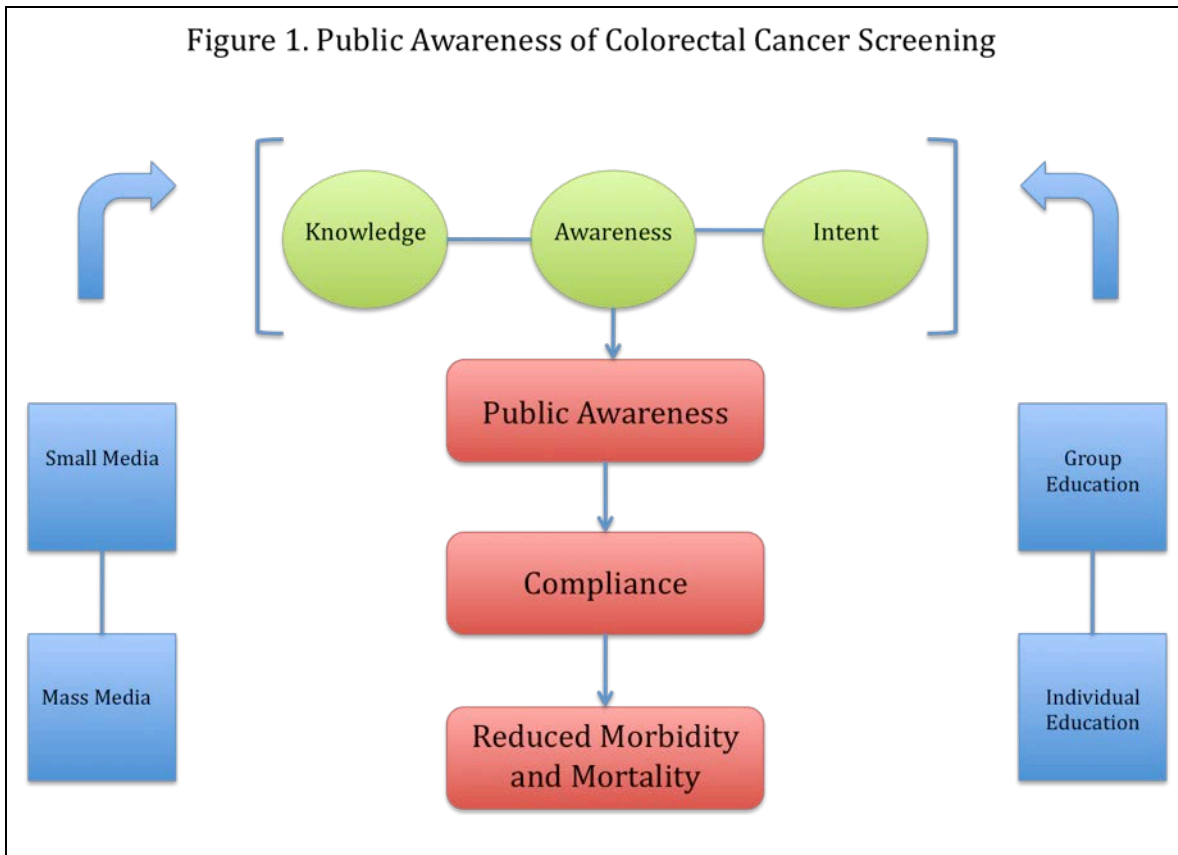 Figure 1. Public Awareness of Colorectal Cancer Screening
Knowledge
Awareness
Intent
Public Awareness
Small Media
Group
Education
Compliance
Mass Media
Individual
Education
Reduced Morbidity
and Mortality